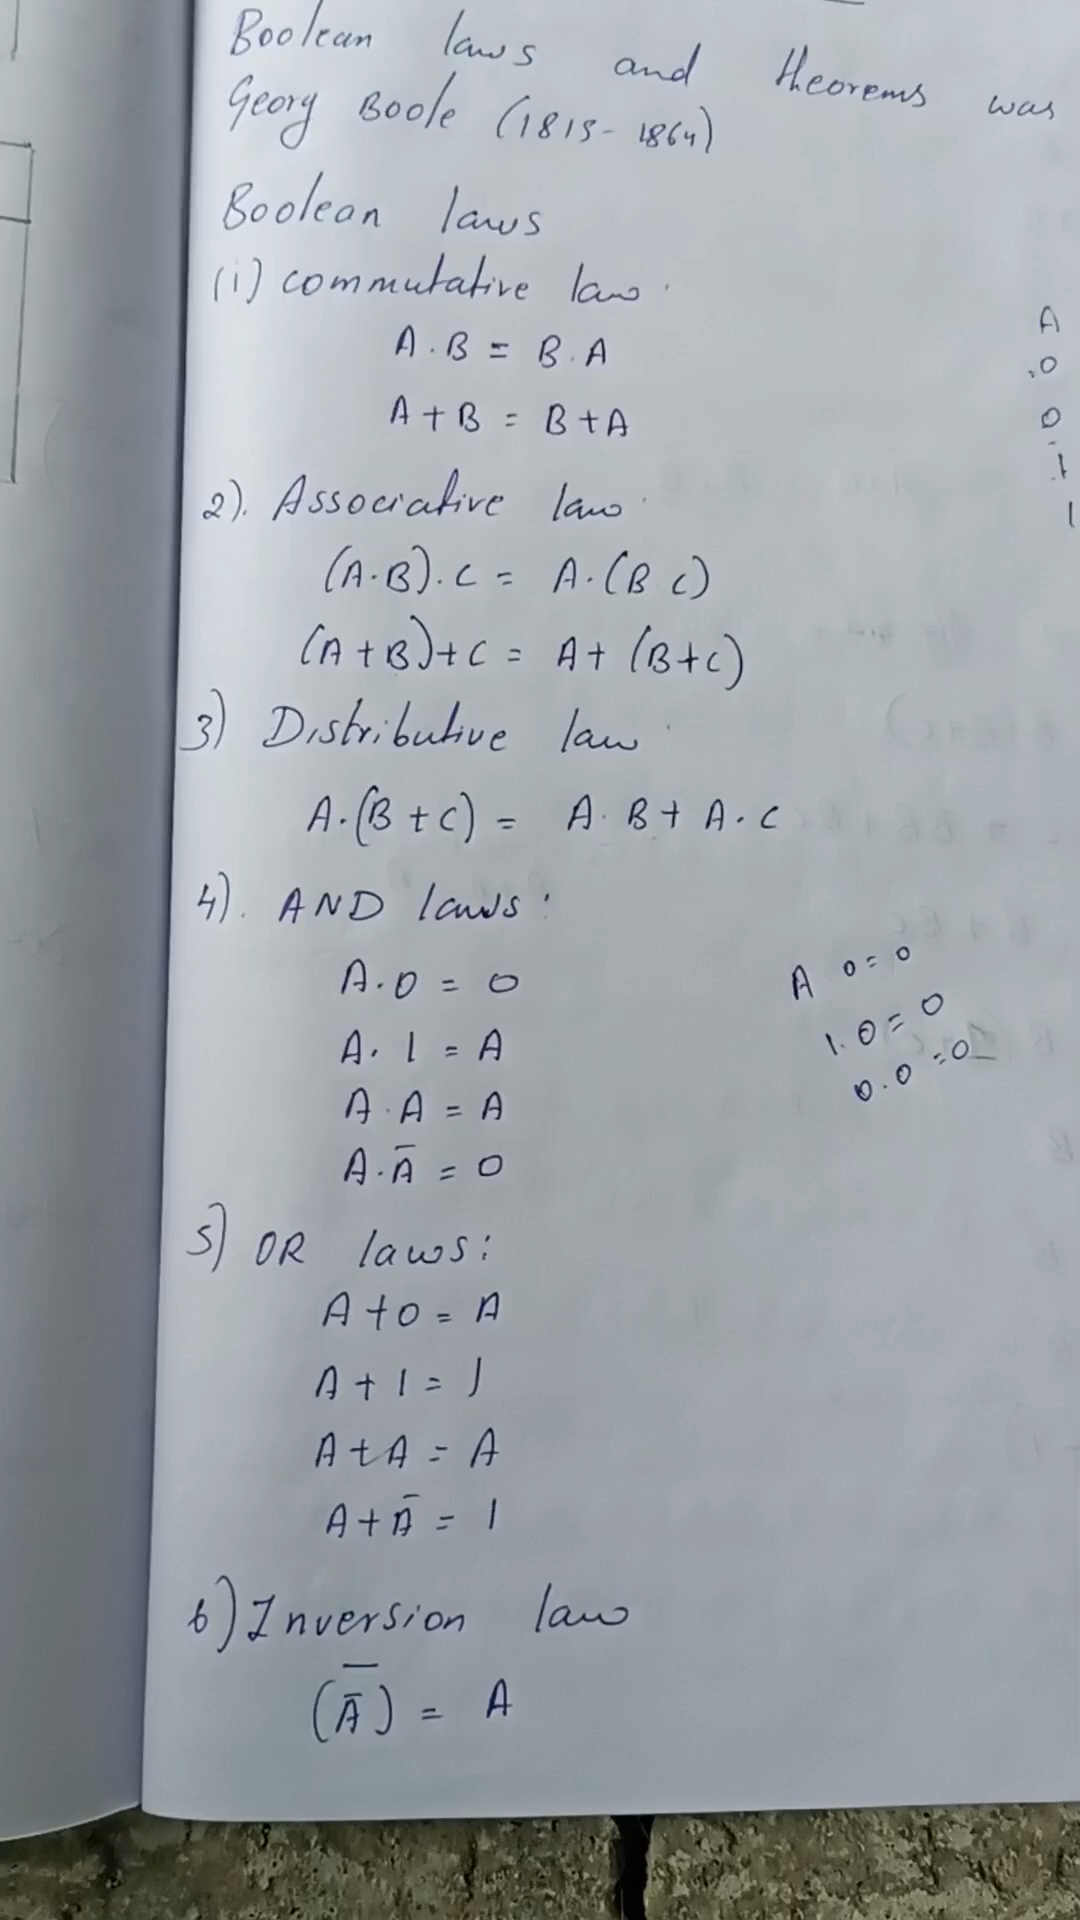 Boolean laws and theorems was
Georg Boole (1815-1864)
Boolean laws
(i) commutative law.
A.B = B.A
A+B = B+A
2). Associative law.
(A.B).C = A.(B C)
(A+B)+C = A+(B+C)
3) Distributive law
A.(B+C) = A.B+A.C
4). AND laws:
A.0 = 0
A.1 = A
A.A = A
A.Ā = 0
5) OR laws:
A+0 = A
A+1 = 1
A+A = A
A+Ā = 1
6) Inversion law
(Ā̅) = A
A 0=0
1.0=0
0.0=0
A
.0
0
1
1